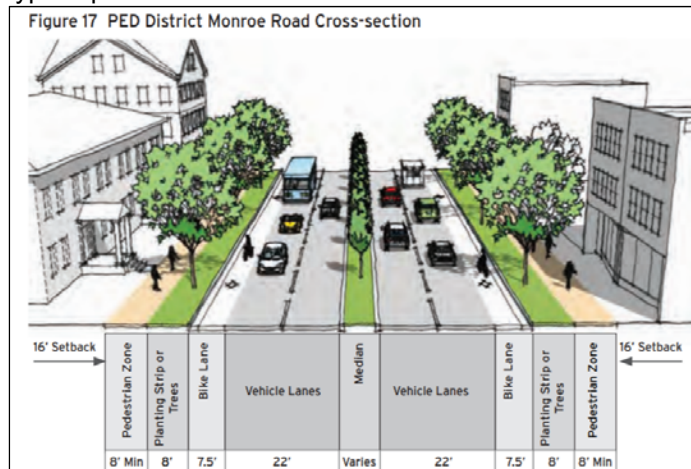 Figure 17 PED District Monroe Road Cross-section
16' Setback
Pedestrian Zone
Planting Strip or
Trees
Bike Lane
Vehicle Lanes
Median
Vehicle Lanes
Bike Lane
Planting Strip or
Trees
Pedestrian Zone
16' Setback
8' Min 8' 7.5' 22' Varies 22' 7.5' 8' 8' Min